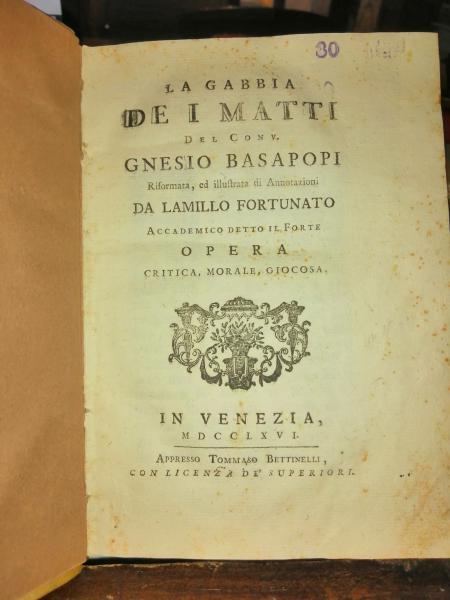 30
LA GABBIA
DE I MATTI
DEL CONV.
GNESIO BASAPOPI
Riformata, ed illustrata di Annotazioni
DA LAMILLO FORTUNATO
ACCADEMICO DETTO IL FORTE
OPERA
CRITICA, MORALE, GIOCOSA.
IN VENEZIA,
MDCCLXVI.
APPRESSO TOMMASO BETTINELLI,
CON LICENZA DE' SUPERIORI.